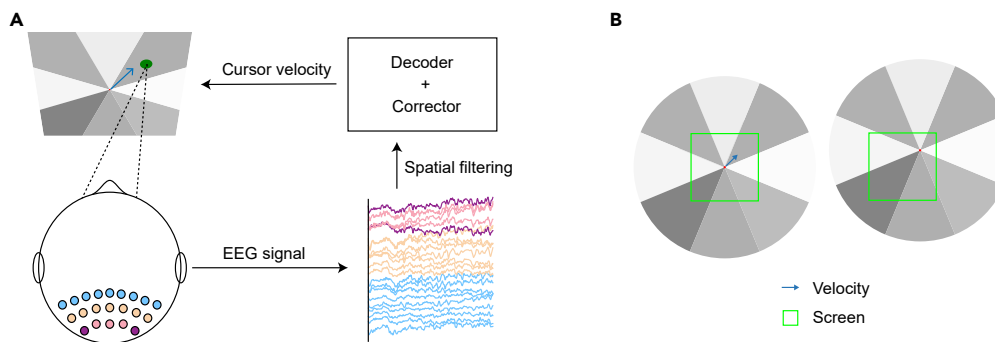 A
Cursor velocity
Decoder
+
Corrector
Spatial filtering
EEG signal
B
Velocity
Screen